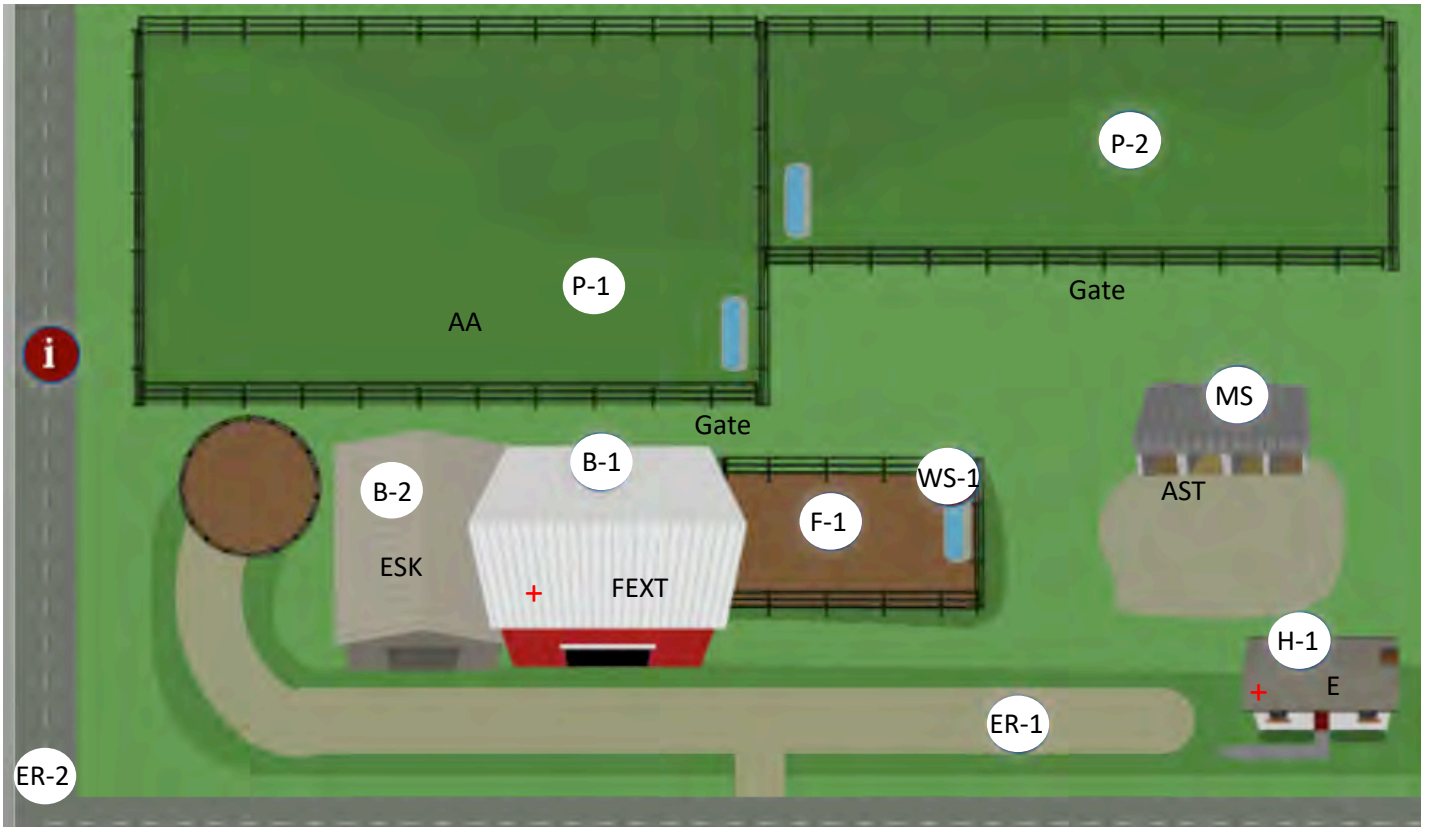 P-2
P-1
Gate
AA
i
MS
Gate
B-1
B-2
WS-1
AST
F-1
ESK
FEXT
H-1
E
ER-1
ER-2